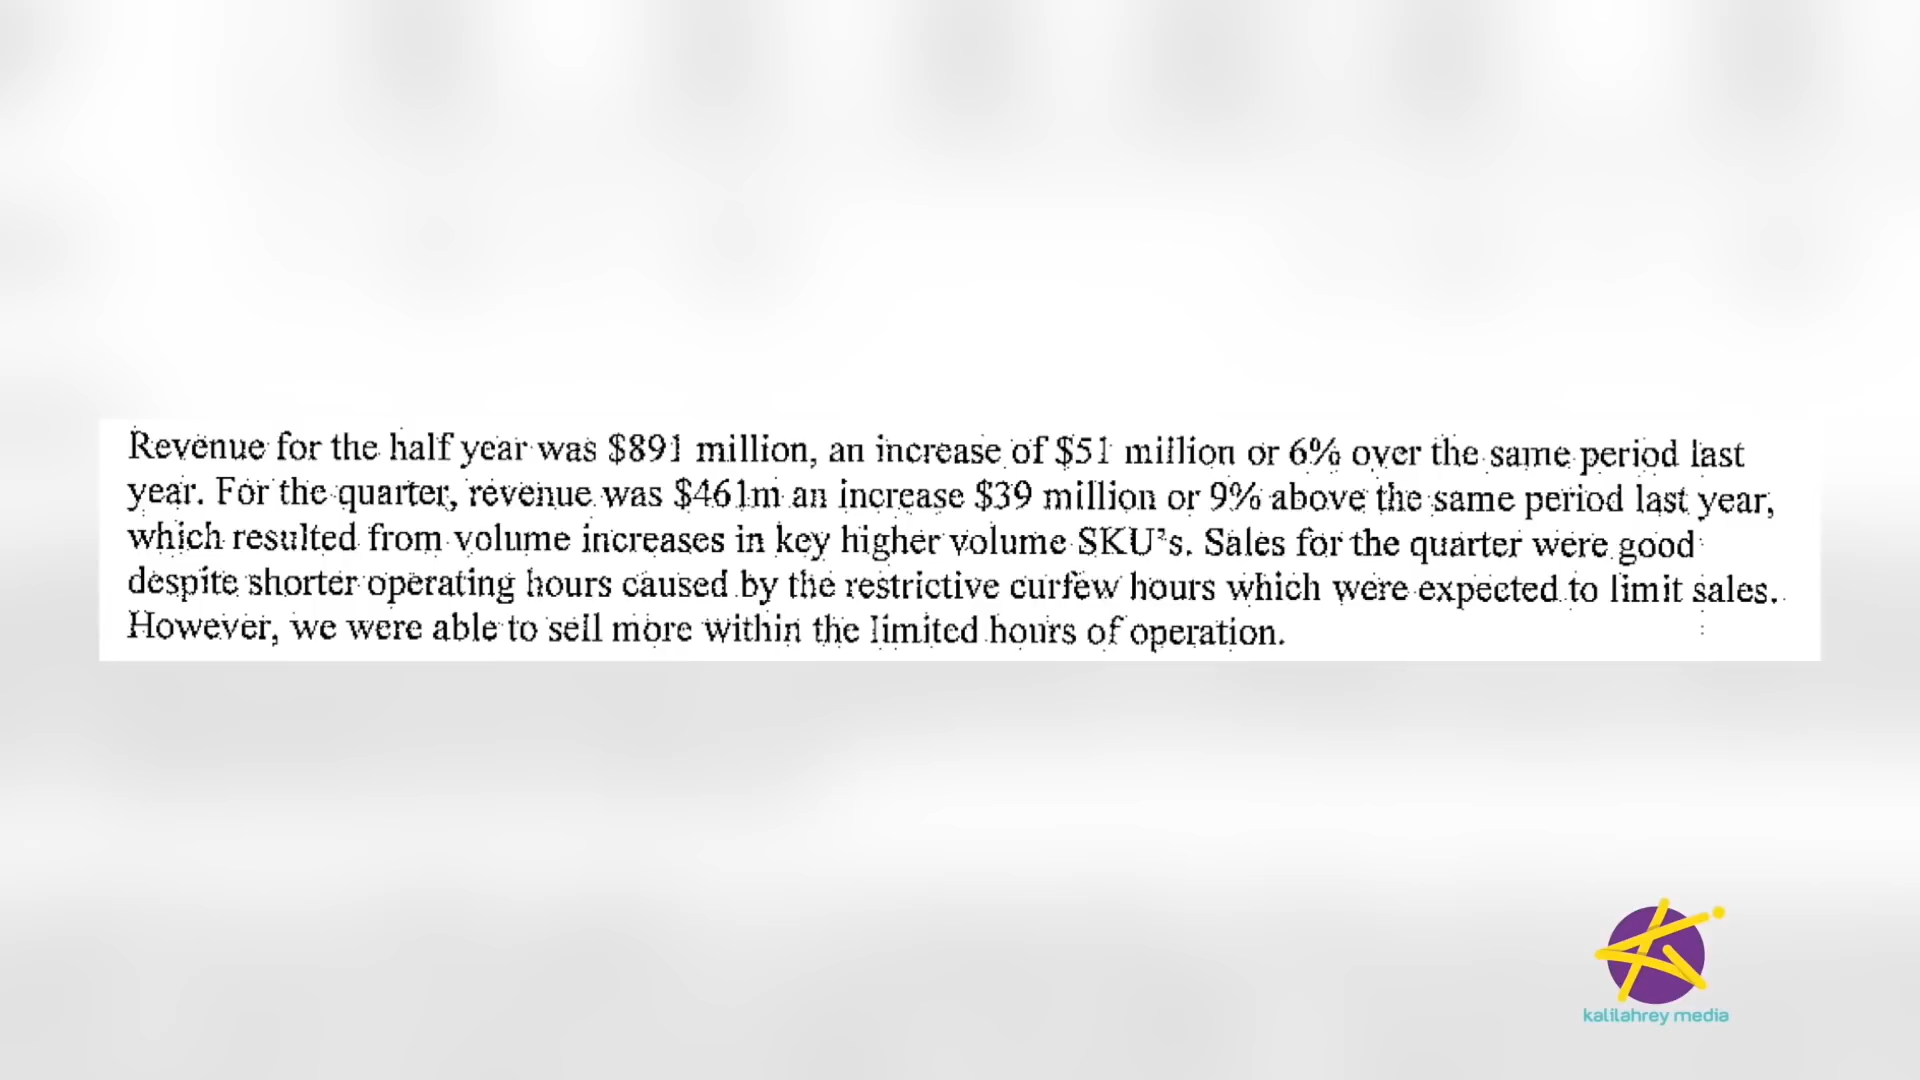 Revenue for the half year was $891 million, an increase of $51 million or 6% over the same period last
year. For the quarter, revenue was $461m an increase $39 million or 9% above the same period last year,
which resulted from volume increases in key higher volume SKU's. Sales for the quarter were good
despite shorter operating hours caused by the restrictive curfew hours which were expected to limit sales.
However, we were able to sell more within the limited hours of operation.
kalilahrey media